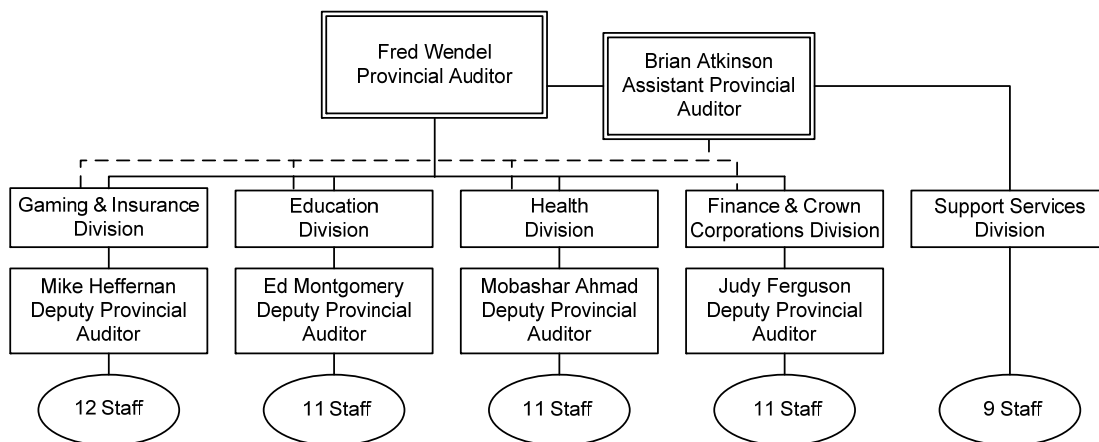 Fred Wendel
Provincial Auditor
Brian Atkinson
Assistant Provincial
Auditor
Gaming & Insurance
Division
Education
Division
Health
Division
Finance & Crown
Corporations Division
Support Services
Division
Mike Heffernan
Deputy Provincial
Auditor
Ed Montgomery
Deputy Provincial
Auditor
Mobashar Ahmad
Deputy Provincial
Auditor
Judy Ferguson
Deputy Provincial
Auditor
12 Staff
11 Staff
11 Staff
11 Staff
9 Staff